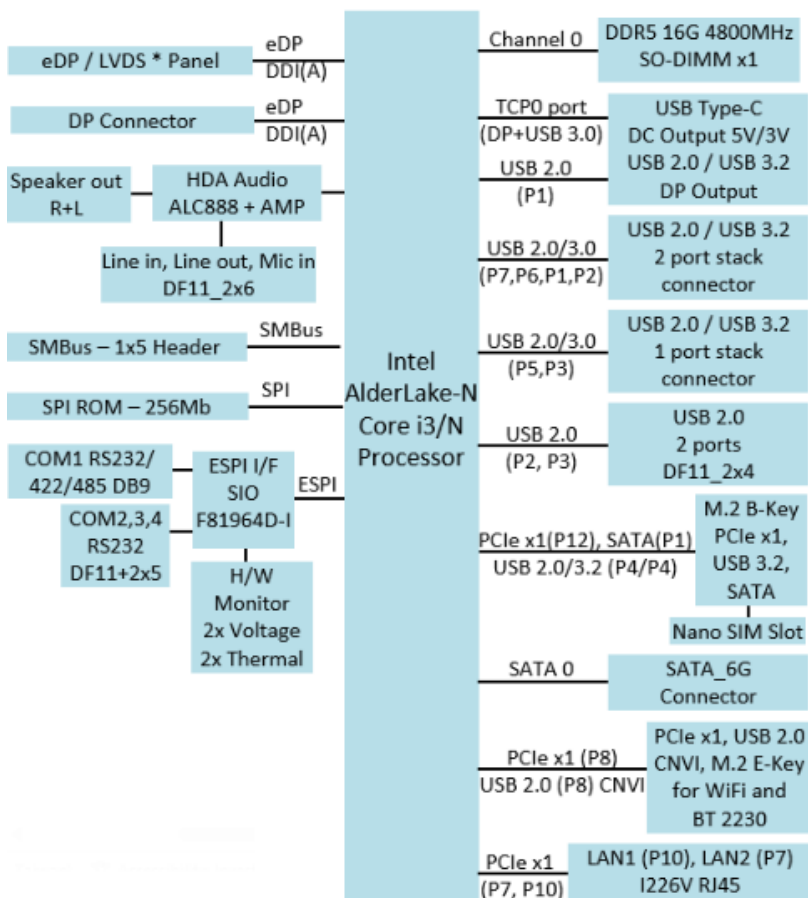 eDP / LVDS * Panel
eDP
DDI(A)
DP Connector
eDP
DDI(A)
Speaker out
R+L
HDA Audio
ALC888 + AMP
Line in, Line out, Mic in
DF11_2x6
SMBus – 1x5 Header
SMBus
SPI ROM – 256Mb
SPI
COM1 RS232/
422/485 DB9
COM2,3,4
RS232
DF11+2x5
ESPI I/F
SIO
F81964D-I
ESPI
H/W
Monitor
2x Voltage
2x Thermal
Intel
AlderLake-N
Core i3/N
Processor
Channel 0
DDR5 16G 4800MHz
SO-DIMM x1
TCP0 port
(DP+USB 3.0)
USB 2.0
(P1)
USB Type-C
DC Output 5V/3V
USB 2.0 / USB 3.2
DP Output
USB 2.0/3.0
(P7,P6,P1,P2)
USB 2.0 / USB 3.2
2 port stack
connector
USB 2.0/3.0
(P5,P3)
USB 2.0 / USB 3.2
1 port stack
connector
USB 2.0
(P2, P3)
USB 2.0
2 ports
DF11_2x4
PCIe x1(P12), SATA(P1)
USB 2.0/3.2 (P4/P4)
M.2 B-Key
PCIe x1,
USB 3.2,
SATA
Nano SIM Slot
SATA 0
SATA_6G
Connector
PCIe x1 (P8)
USB 2.0 (P8) CNVI
PCIe x1, USB 2.0
CNVI, M.2 E-Key
for WiFi and
BT 2230
PCIe x1
(P7, P10)
LAN1 (P10), LAN2 (P7)
I226V RJ45